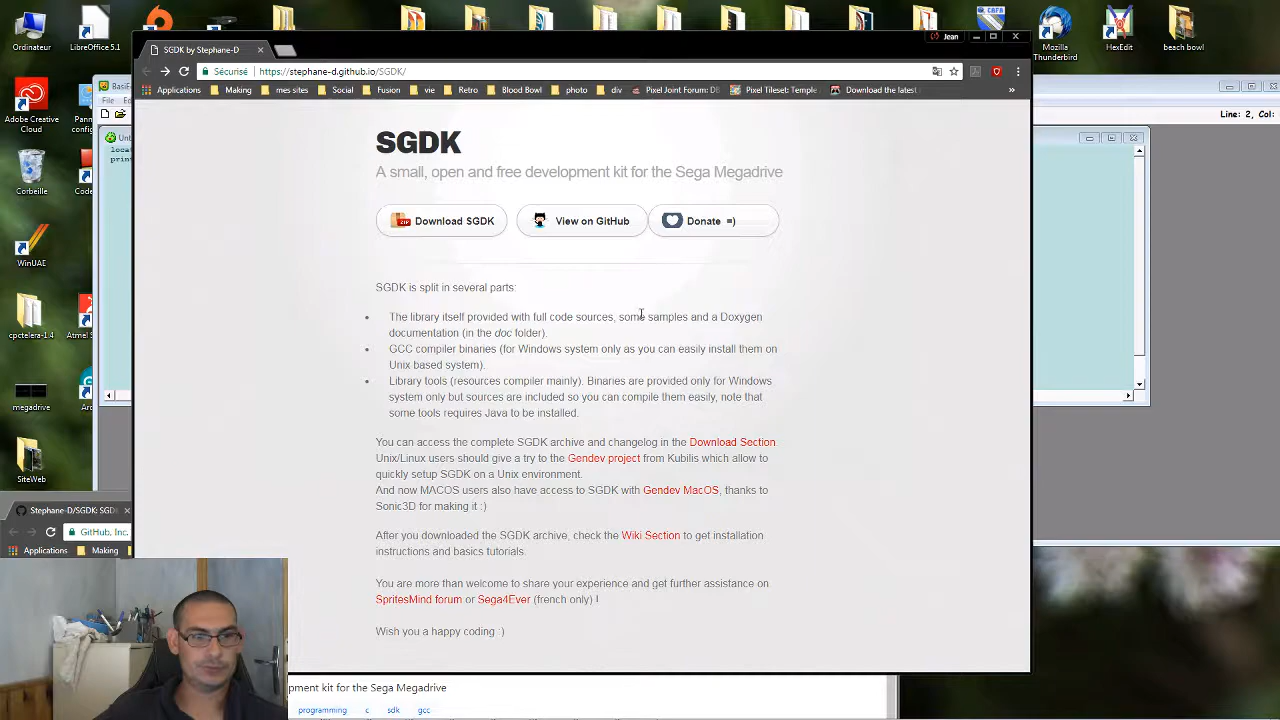 Ordinateur
LibreOffice 5.1
Mozilla Thunderbird
HexEdit
beach bowl
Adobe Creative Cloud
Corbeille
WinUAE
cpctelera-1.4
megadrive
SiteWeb
Line: 2, Col:
SGDK by Stephane-D
Jean
Sécurisé
https://stephane-d.github.io/SGDK/
Applications Making mes sites Social Fusion vie Retro Blood Bowl photo div Pixel Joint Forum: DB Pixel Tileset: Temple Download the latest »
SGDK
A small, open and free development kit for the Sega Megadrive
Download SGDK View on GitHub Donate =)
SGDK is split in several parts:
• The library itself provided with full code sources, some samples and a Doxygen
documentation (in the doc folder).
• GCC compiler binaries (for Windows system only as you can easily install them on
Unix based system).
• Library tools (resources compiler mainly). Binaries are provided only for Windows
system only but sources are included so you can compile them easily, note that
some tools requires Java to be installed.
You can access the complete SGDK archive and changelog in the Download Section.
Unix/Linux users should give a try to the Gendev project from Kubilis which allow to
quickly setup SGDK on a Unix environment.
And now MACOS users also have access to SGDK with Gendev MacOS, thanks to
Sonic3D for making it :)
After you downloaded the SGDK archive, check the Wiki Section to get installation
instructions and basics tutorials.
You are more than welcome to share your experience and get further assistance on
SpritesMind forum or Sega4Ever (french only) !
Wish you a happy coding :)
Stephane-D/SGDK: SGD
GitHub, Inc.
Applications Making
pment kit for the Sega Megadrive
programming c sdk gcc